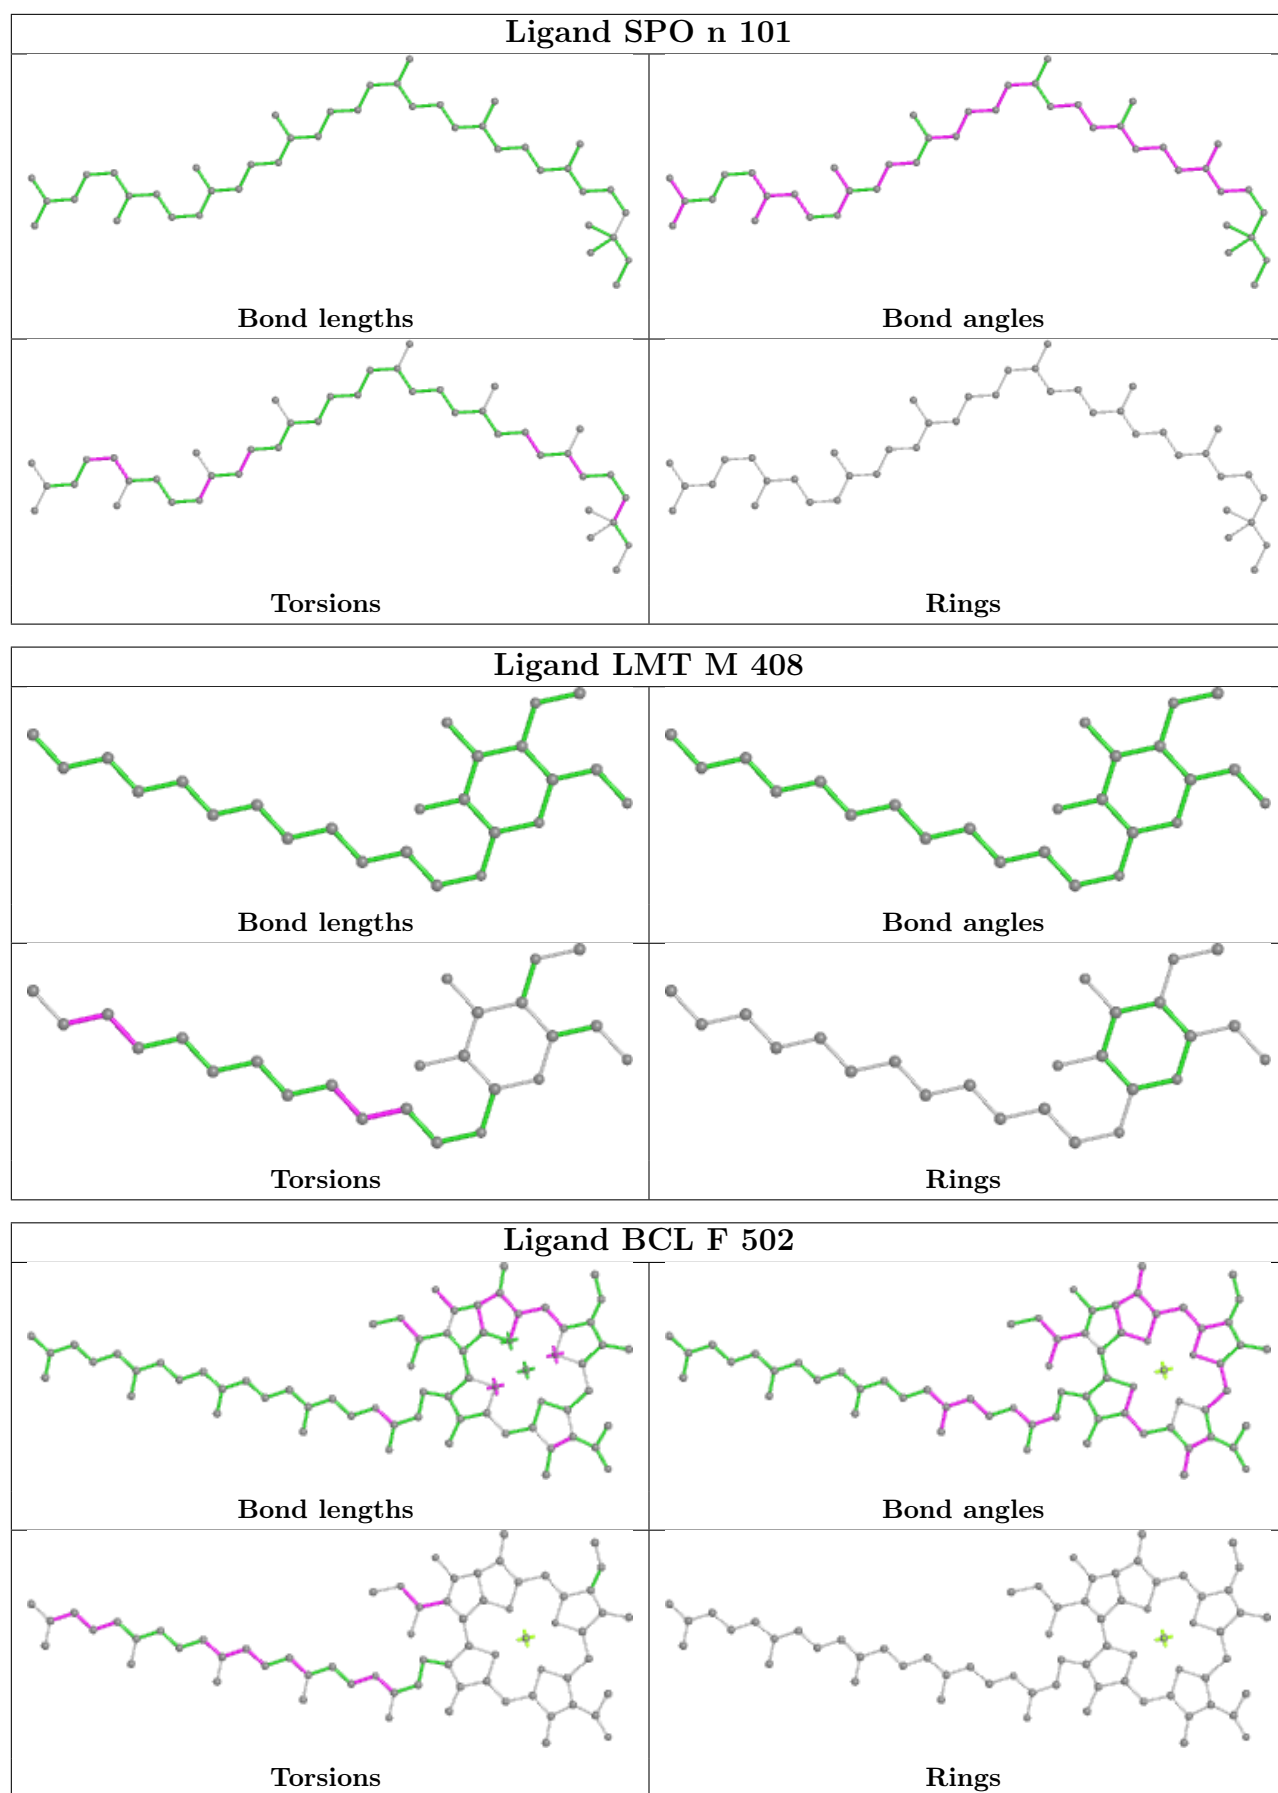 Ligand SPO n 101
Bond lengths
Bond angles
Torsions
Rings
Ligand LMT M 408
Bond lengths
Bond angles
Torsions
Rings
Ligand BCL F 502
Bond lengths
Bond angles
Torsions
Rings